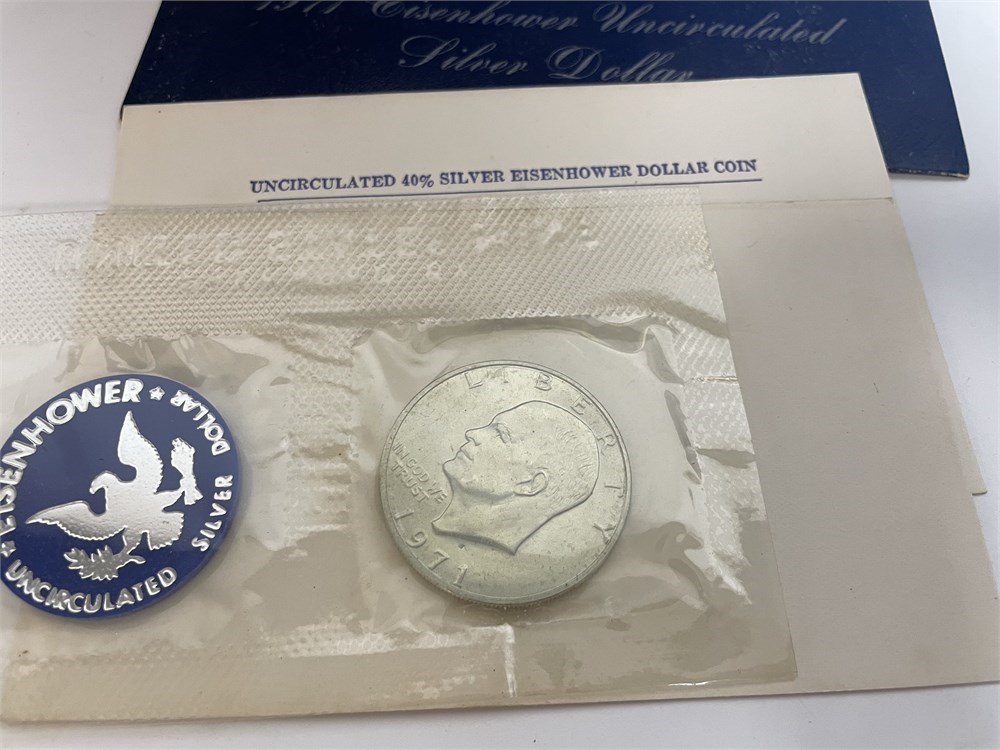 1971 Eisenhower Uncirculated
Silver Dollar
UNCIRCULATED 40% SILVER EISENHOWER DOLLAR COIN
EISENHOWER
SILVER DOLLAR
UNCIRCULATED
LIBERTY
IN GOD WE
TRUST
1971